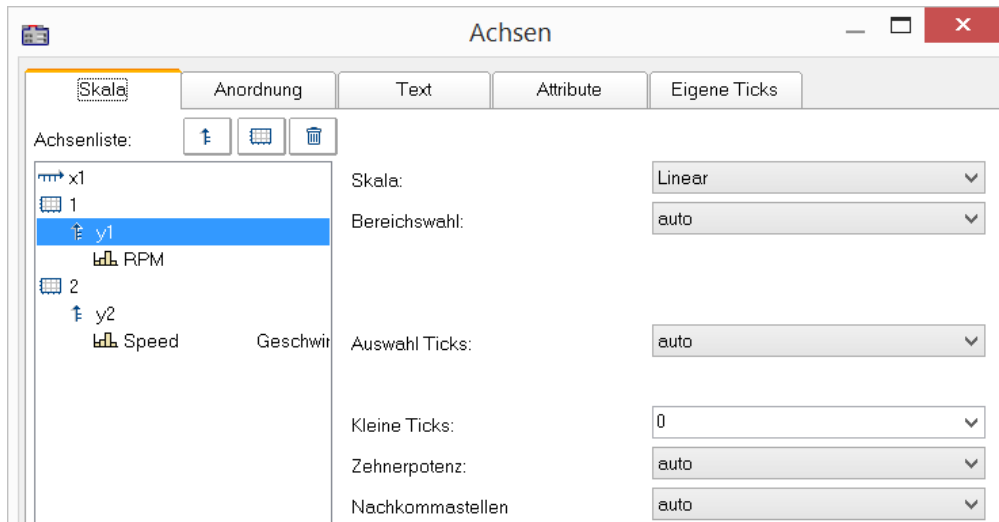 Achsen
Skala Anordnung Text Attribute Eigene Ticks
Achsenliste:
x1
1
y1
RPM
2
y2
Speed Geschwir
Skala: Linear
Bereichswahl: auto
Auswahl Ticks: auto
Kleine Ticks: 0
Zehnerpotenz: auto
Nachkommastellen auto